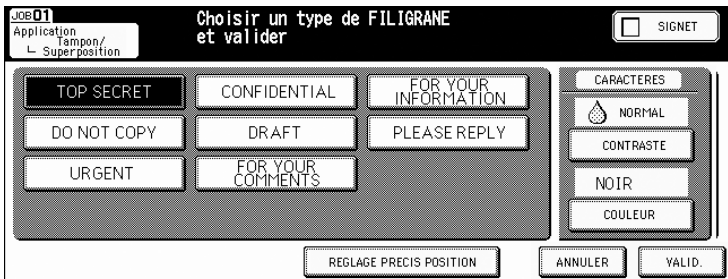 JOB01
Application
Tampon/
Superposition
Choisir un type de FILIGRANE
et valider
SIGNET
TOP SECRET
CONFIDENTIAL
FOR YOUR
INFORMATION
DO NOT COPY
DRAFT
PLEASE REPLY
URGENT
FOR YOUR
COMMENTS
CARACTERES
NORMAL
CONTRASTE
NOIR
COULEUR
REGLAGE PRECIS POSITION
ANNULER
VALID.